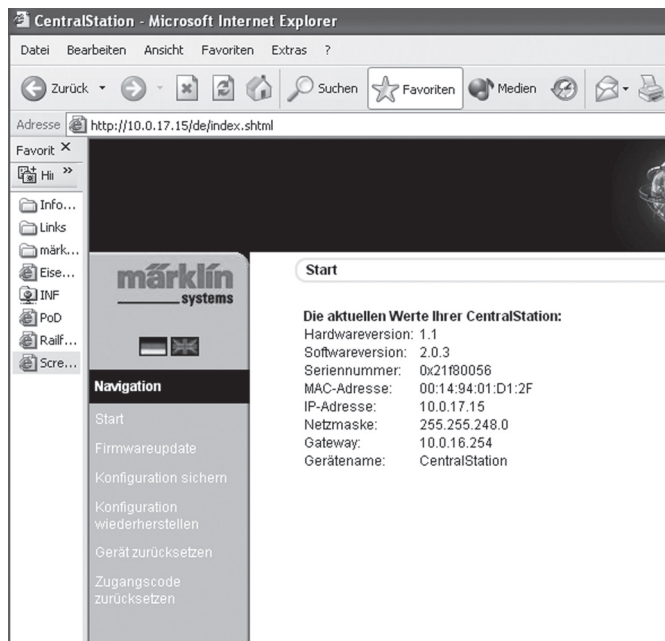 CentralStation - Microsoft Internet Explorer
Datei Bearbeiten Ansicht Favoriten Extras ?
Zurück Suchen Favoriten Medien
Adresse http://10.0.17.15/de/index.shtml
Favorit ×
Hii »
Info...
Links
märk...
Eise...
INF
PoD
Railf...
Scre...
märklín
systems
Navigation
Start
Firmwareupdate
Konfiguration sichern
Konfiguration
wiederherstellen
Gerät zurücksetzen
Zugangscode
zurücksetzen
Start
Die aktuellen Werte Ihrer CentralStation:
Hardwareversion: 1.1
Softwareversion: 2.0.3
Seriennummer: 0x21f80056
MAC-Adresse: 00:14:94:01:D1:2F
IP-Adresse: 10.0.17.15
Netzmaske: 255.255.248.0
Gateway: 10.0.16.254
Gerätename: CentralStation